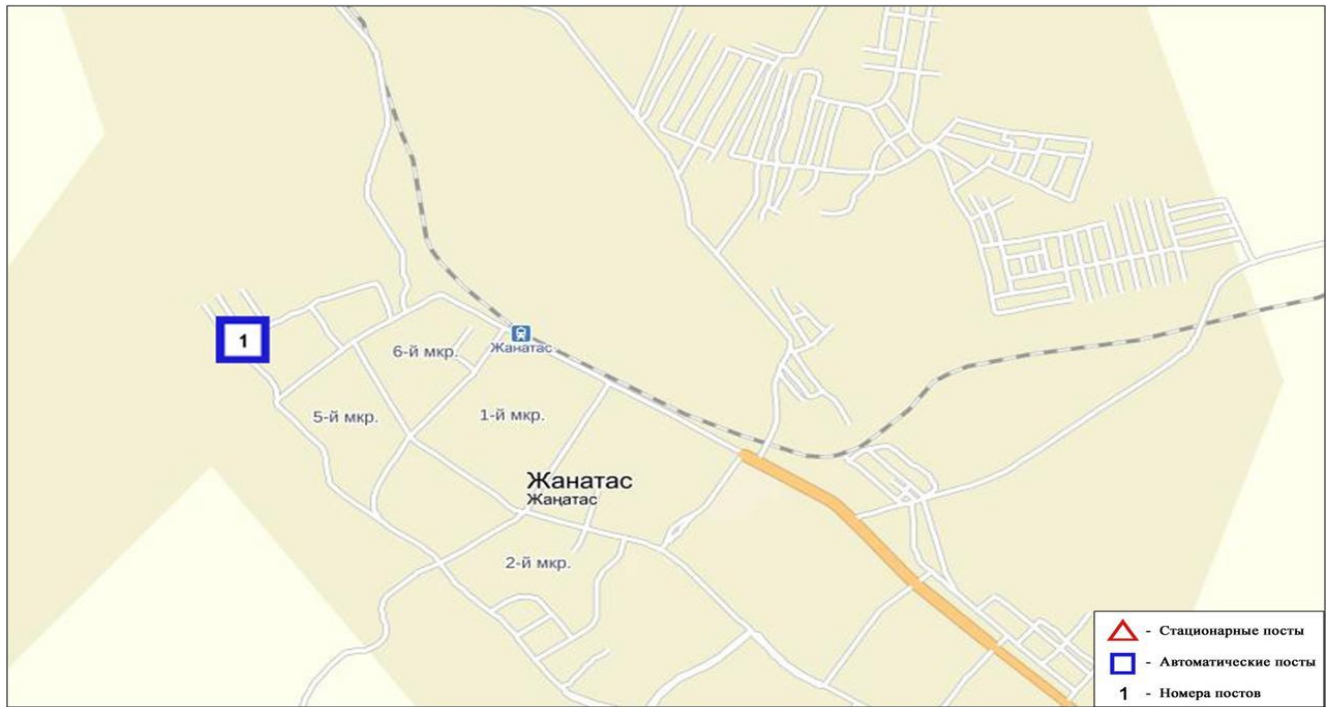 1
Жанатас
6-й мкр.
5-й мкр.
1-й мкр.
Жанатас
Жаңатас
2-й мкр.
- Стационарные посты
- Автоматические посты
1 - Номера постов